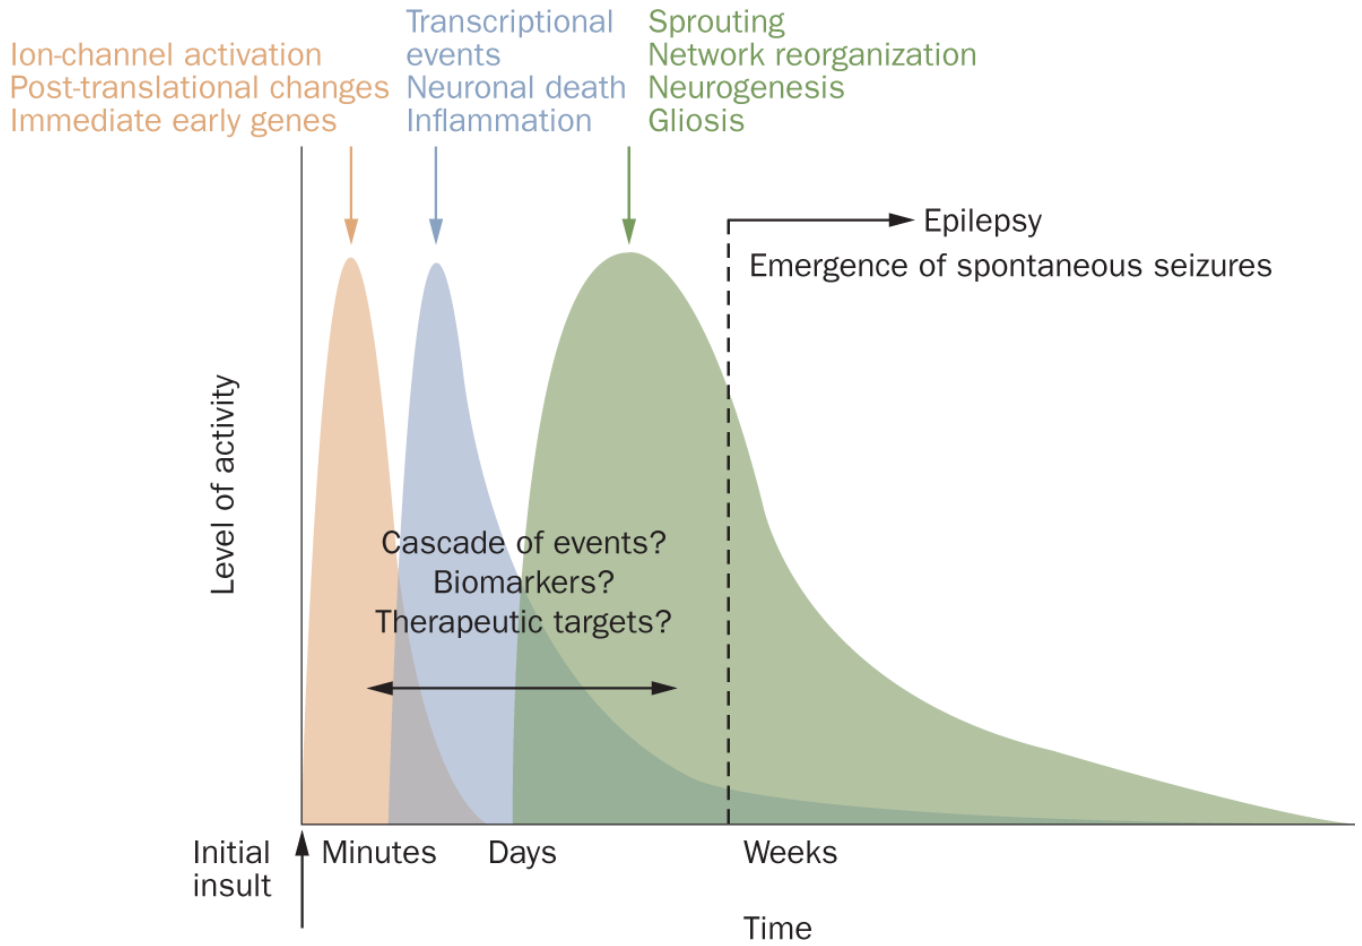 Ion-channel activation
Post-translational changes
Immediate early genes
Transcriptional
events
Neuronal death
Inflammation
Sprouting
Network reorganization
Neurogenesis
Gliosis
Epilepsy
Emergence of spontaneous seizures
Level of activity
Cascade of events?
Biomarkers?
Therapeutic targets?
Initial
insult
Minutes
Days
Weeks
Time